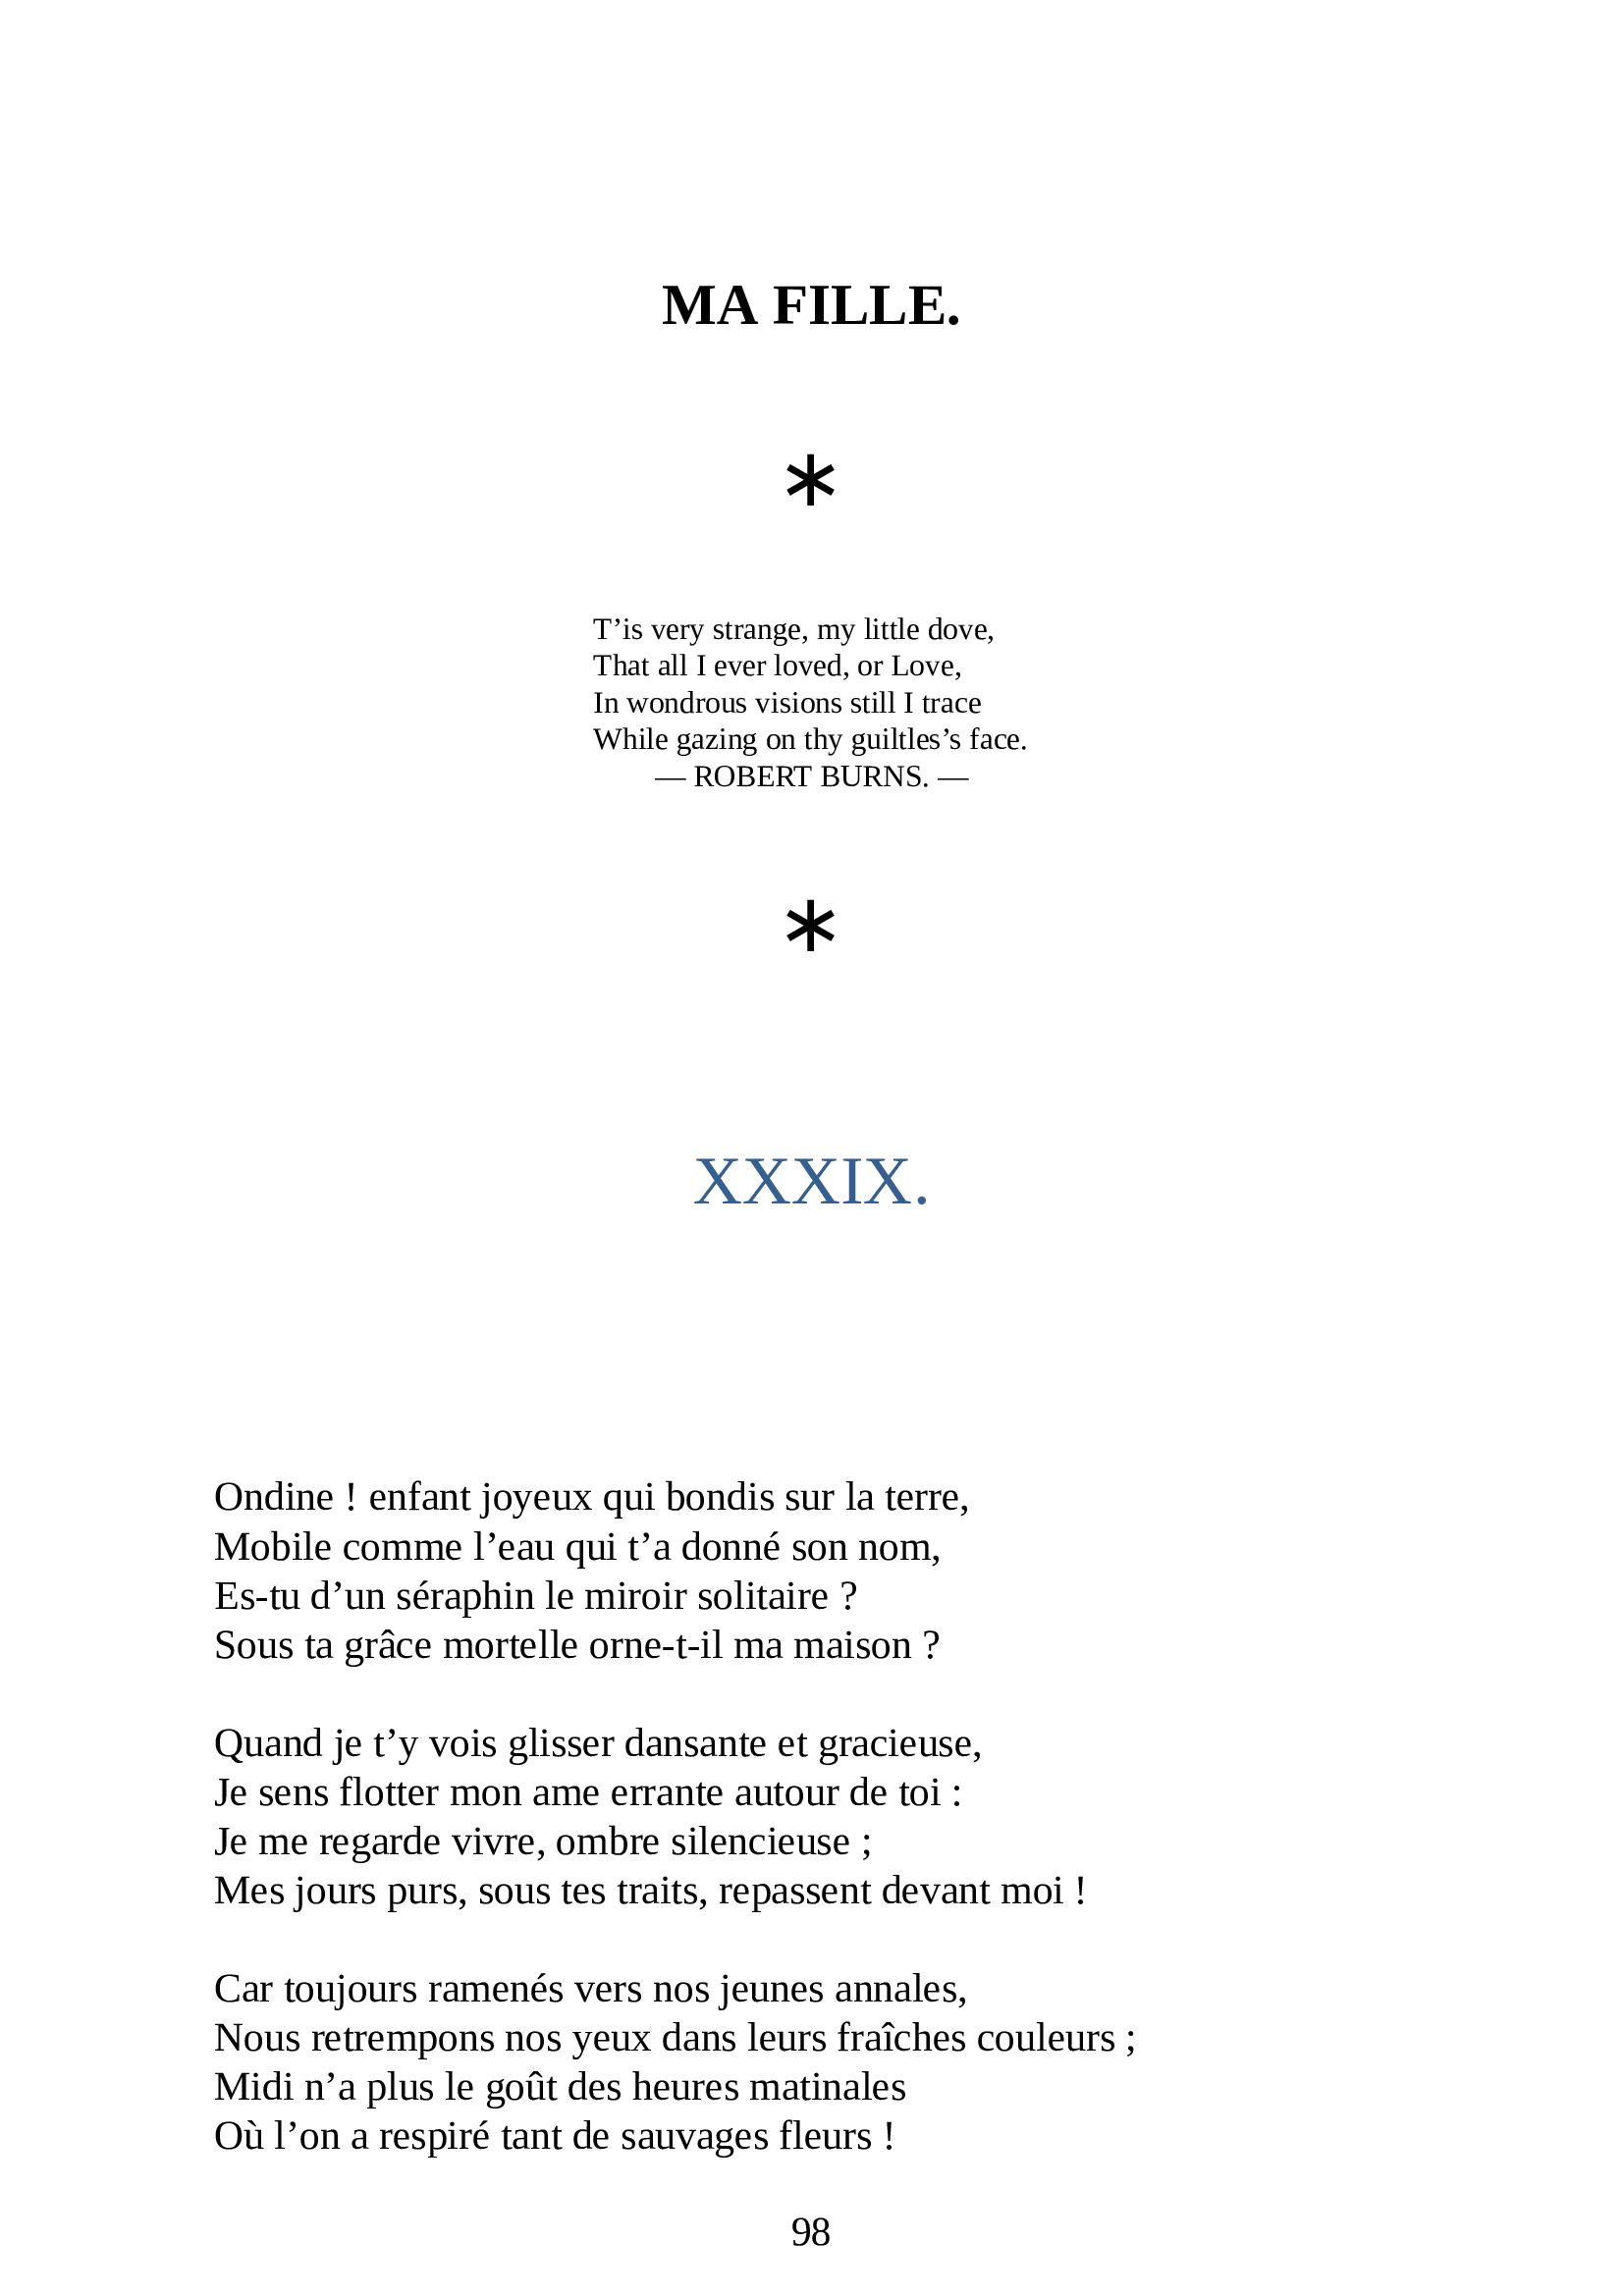 MA FILLE.
*
T’is very strange, my little dove,
That all I ever loved, or Love,
In wondrous visions still I trace
While gazing on thy guiltles’s face.
— ROBERT BURNS. —
*
XXXIX.
Ondine ! enfant joyeux qui bondis sur la terre,
Mobile comme l’eau qui t’a donné son nom,
Es-tu d’un séraphin le miroir solitaire ?
Sous ta grâce mortelle orne-t-il ma maison ?
Quand je t’y vois glisser dansante et gracieuse,
Je sens flotter mon ame errante autour de toi :
Je me regarde vivre, ombre silencieuse ;
Mes jours purs, sous tes traits, repassent devant moi !
Car toujours ramenés vers nos jeunes annales,
Nous retrempons nos yeux dans leurs fraîches couleurs ;
Midi n’a plus le goût des heures matinales
Où l’on a respiré tant de sauvages fleurs !
98